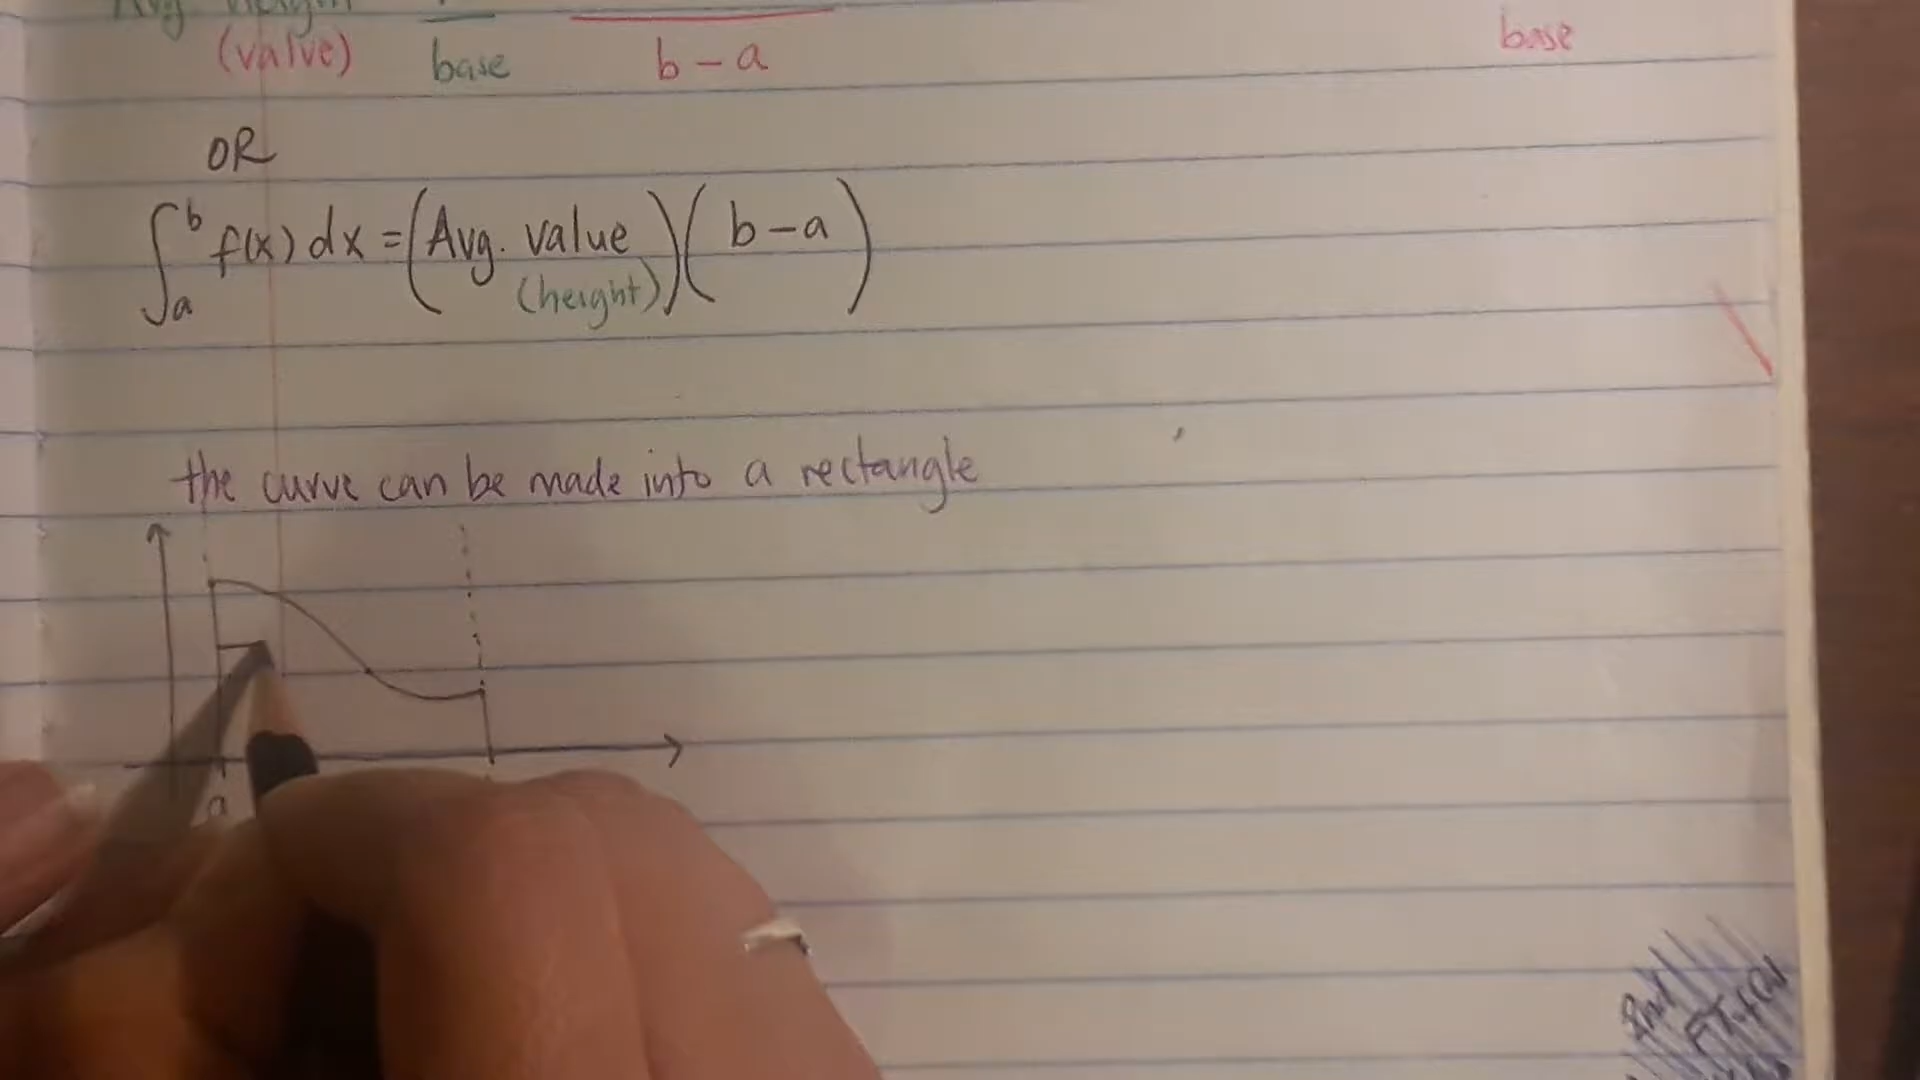 (value) base b - a base
OR
∫ₐᵇ f(x) dx = (Avg. value (height)) (b - a)
the curve can be made into a rectangle
a